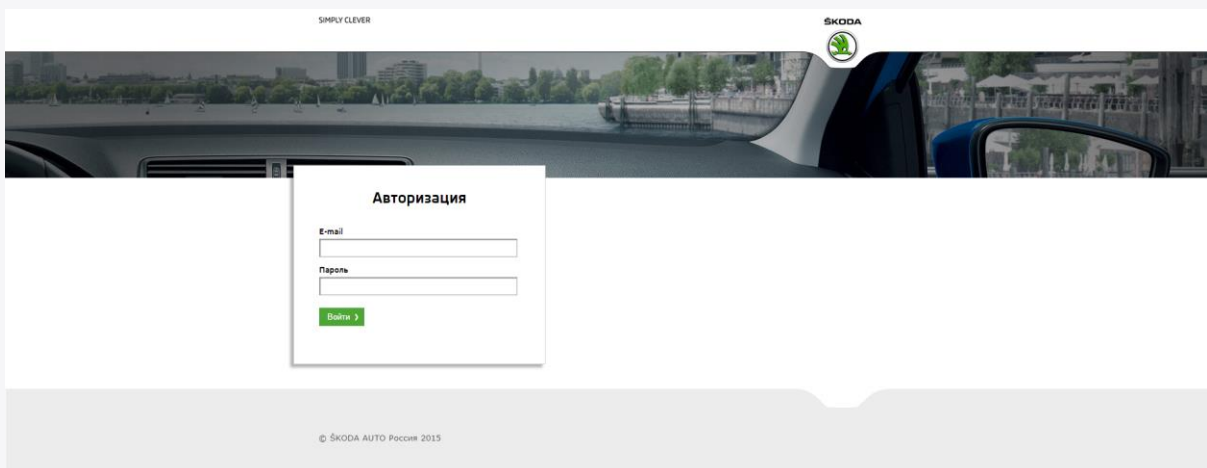 SIMPLY CLEVER
ŠKODA
Авторизация
E-mail
Пароль
Войти
© ŠKODA AUTO Россия 2015